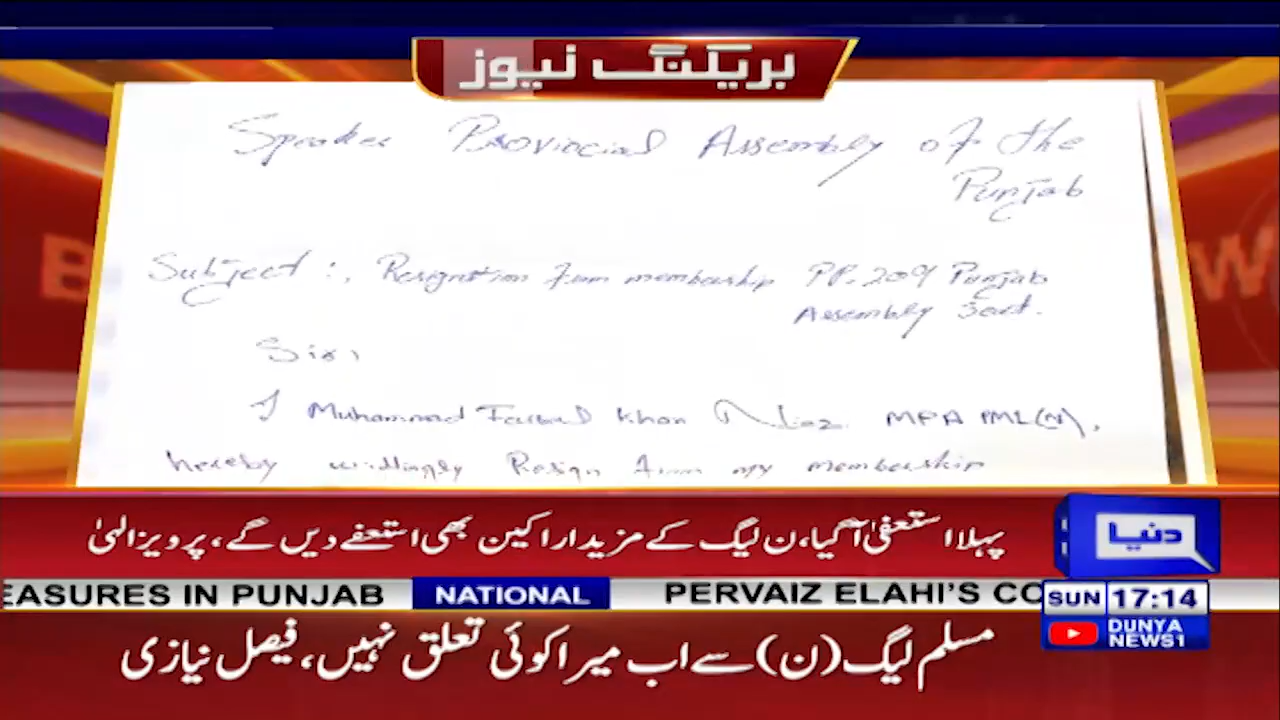 بریکنگ نیوز
Speaker Provincial Assembly of the
Punjab
Subject :. Resignation from membership PP. 209 Punjab
Assembly Seat.
Sir,
I Muhammad Faisal Khan Niazi MPA PML(N),
hereby willingly Resign from my membership
پہلا استعفیٰ آ گیا، ن لیگ کے مزید اراکین بھی استعفے دیں گے، پرویز الہیٰ
دنیا
EASURES IN PUNJAB NATIONAL PERVAIZ ELAHI'S CO
SUN 17:14
DUNYA
NEWS1
مسلم لیگ (ن) سے اب میرا کوئی تعلق نہیں، فیصل نیازی